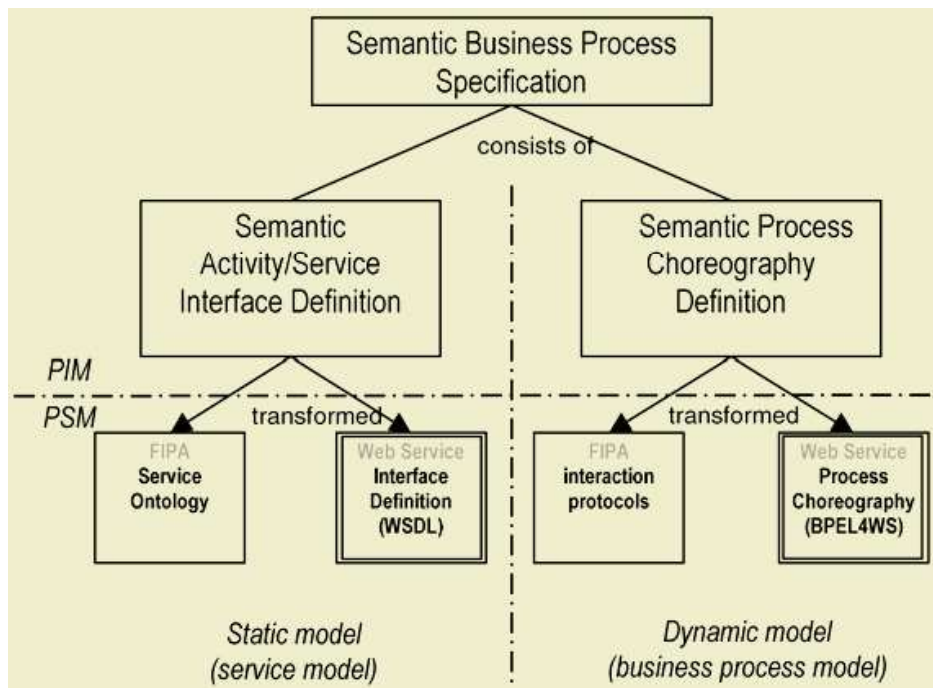 Semantic Business Process
Specification
consists of
Semantic
Activity/Service
Interface Definition
Semantic Process
Choreography
Definition
PIM
PSM
transformed
transformed
FIPA
Service
Ontology
Web Service
Interface
Definition
(WSDL)
FIPA
interaction
protocols
Web Service
Process
Choreography
(BPEL4WS)
Static model
(service model)
Dynamic model
(business process model)